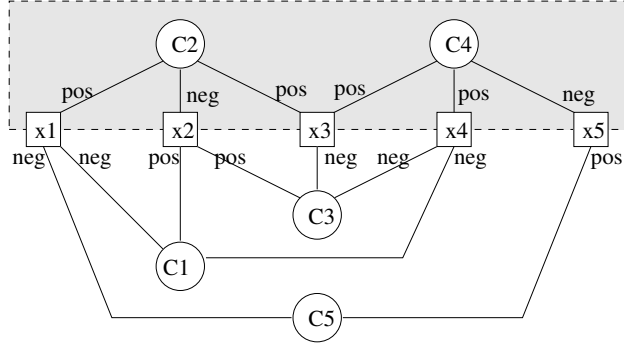 C2 C4
pos neg pos pos pos neg
x1 x2 x3 x4 x5
neg neg pos pos neg neg neg pos
C3
C1
C5